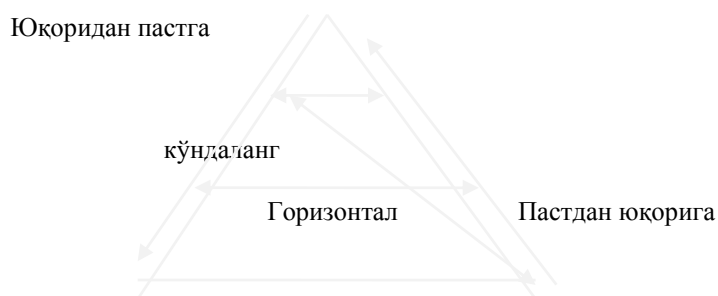 Юқоридан пастга
кўндаланг
Горизонтал
Пастдан юқорига